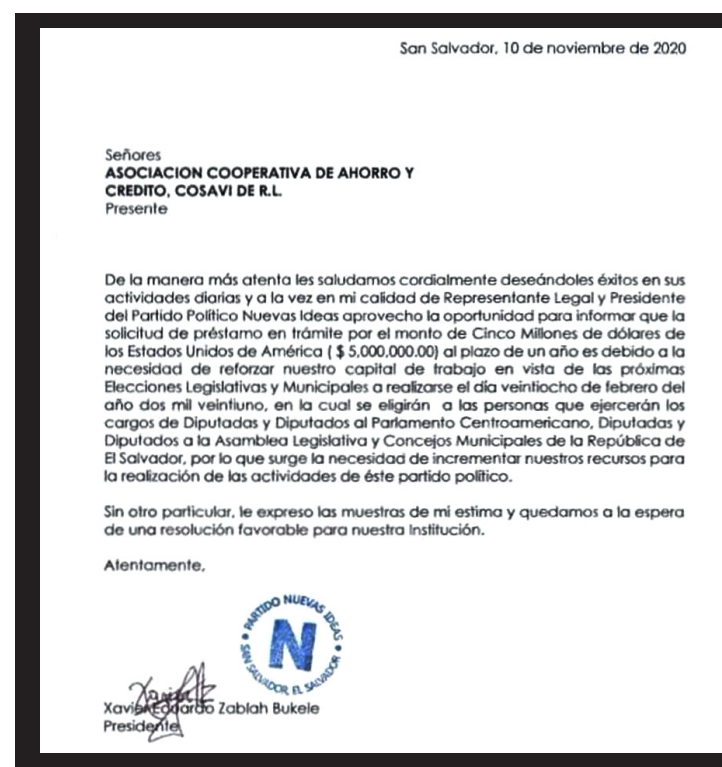 San Salvador, 10 de noviembre de 2020
Señores
ASOCIACION COOPERATIVA DE AHORRO Y
CREDITO, COSAVI DE R.L.
Presente
De la manera más atenta les saludamos cordialmente deseándoles éxitos en sus
actividades diarias y a la vez en mi calidad de Representante Legal y Presidente
del Partido Político Nuevas Ideas aprovecho la oportunidad para informar que la
solicitud de préstamo en trámite por el monto de Cinco Millones de dólares de
los Estados Unidos de América ( $ 5,000,000.00) al plazo de un año es debido a la
necesidad de reforzar nuestro capital de trabajo en vista de las próximas
Elecciones Legislativas y Municipales a realizarse el día veintiocho de febrero del
año dos mil veintiuno, en la cual se eligirán a las personas que ejercerán los
cargos de Diputadas y Diputados al Parlamento Centroamericano, Diputadas y
Diputados a la Asamblea Legislativa y Concejos Municipales de la República de
El Salvador, por lo que surge la necesidad de incrementar nuestros recursos para
la realización de las actividades de éste partido político.
Sin otro particular, le expreso las muestras de mi estima y quedamos a la espera
de una resolución favorable para nuestra Institución.
Atentamente,
PARTIDO NUEVAS IDEAS
N
SAN SALVADOR, EL SALVADOR
Xavier Edgardo Zablah Bukele
Presidente